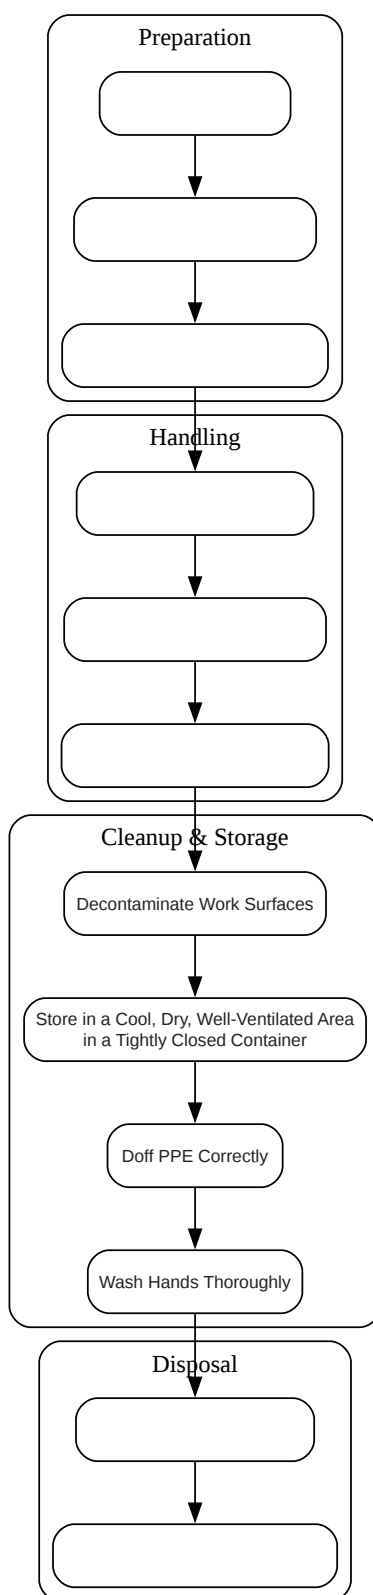 Preparation
Handling
Cleanup & Storage
Decontaminate Work Surfaces
Store in a Cool, Dry, Well-Ventilated Area
in a Tightly Closed Container
Doff PPE Correctly
Wash Hands Thoroughly
Disposal